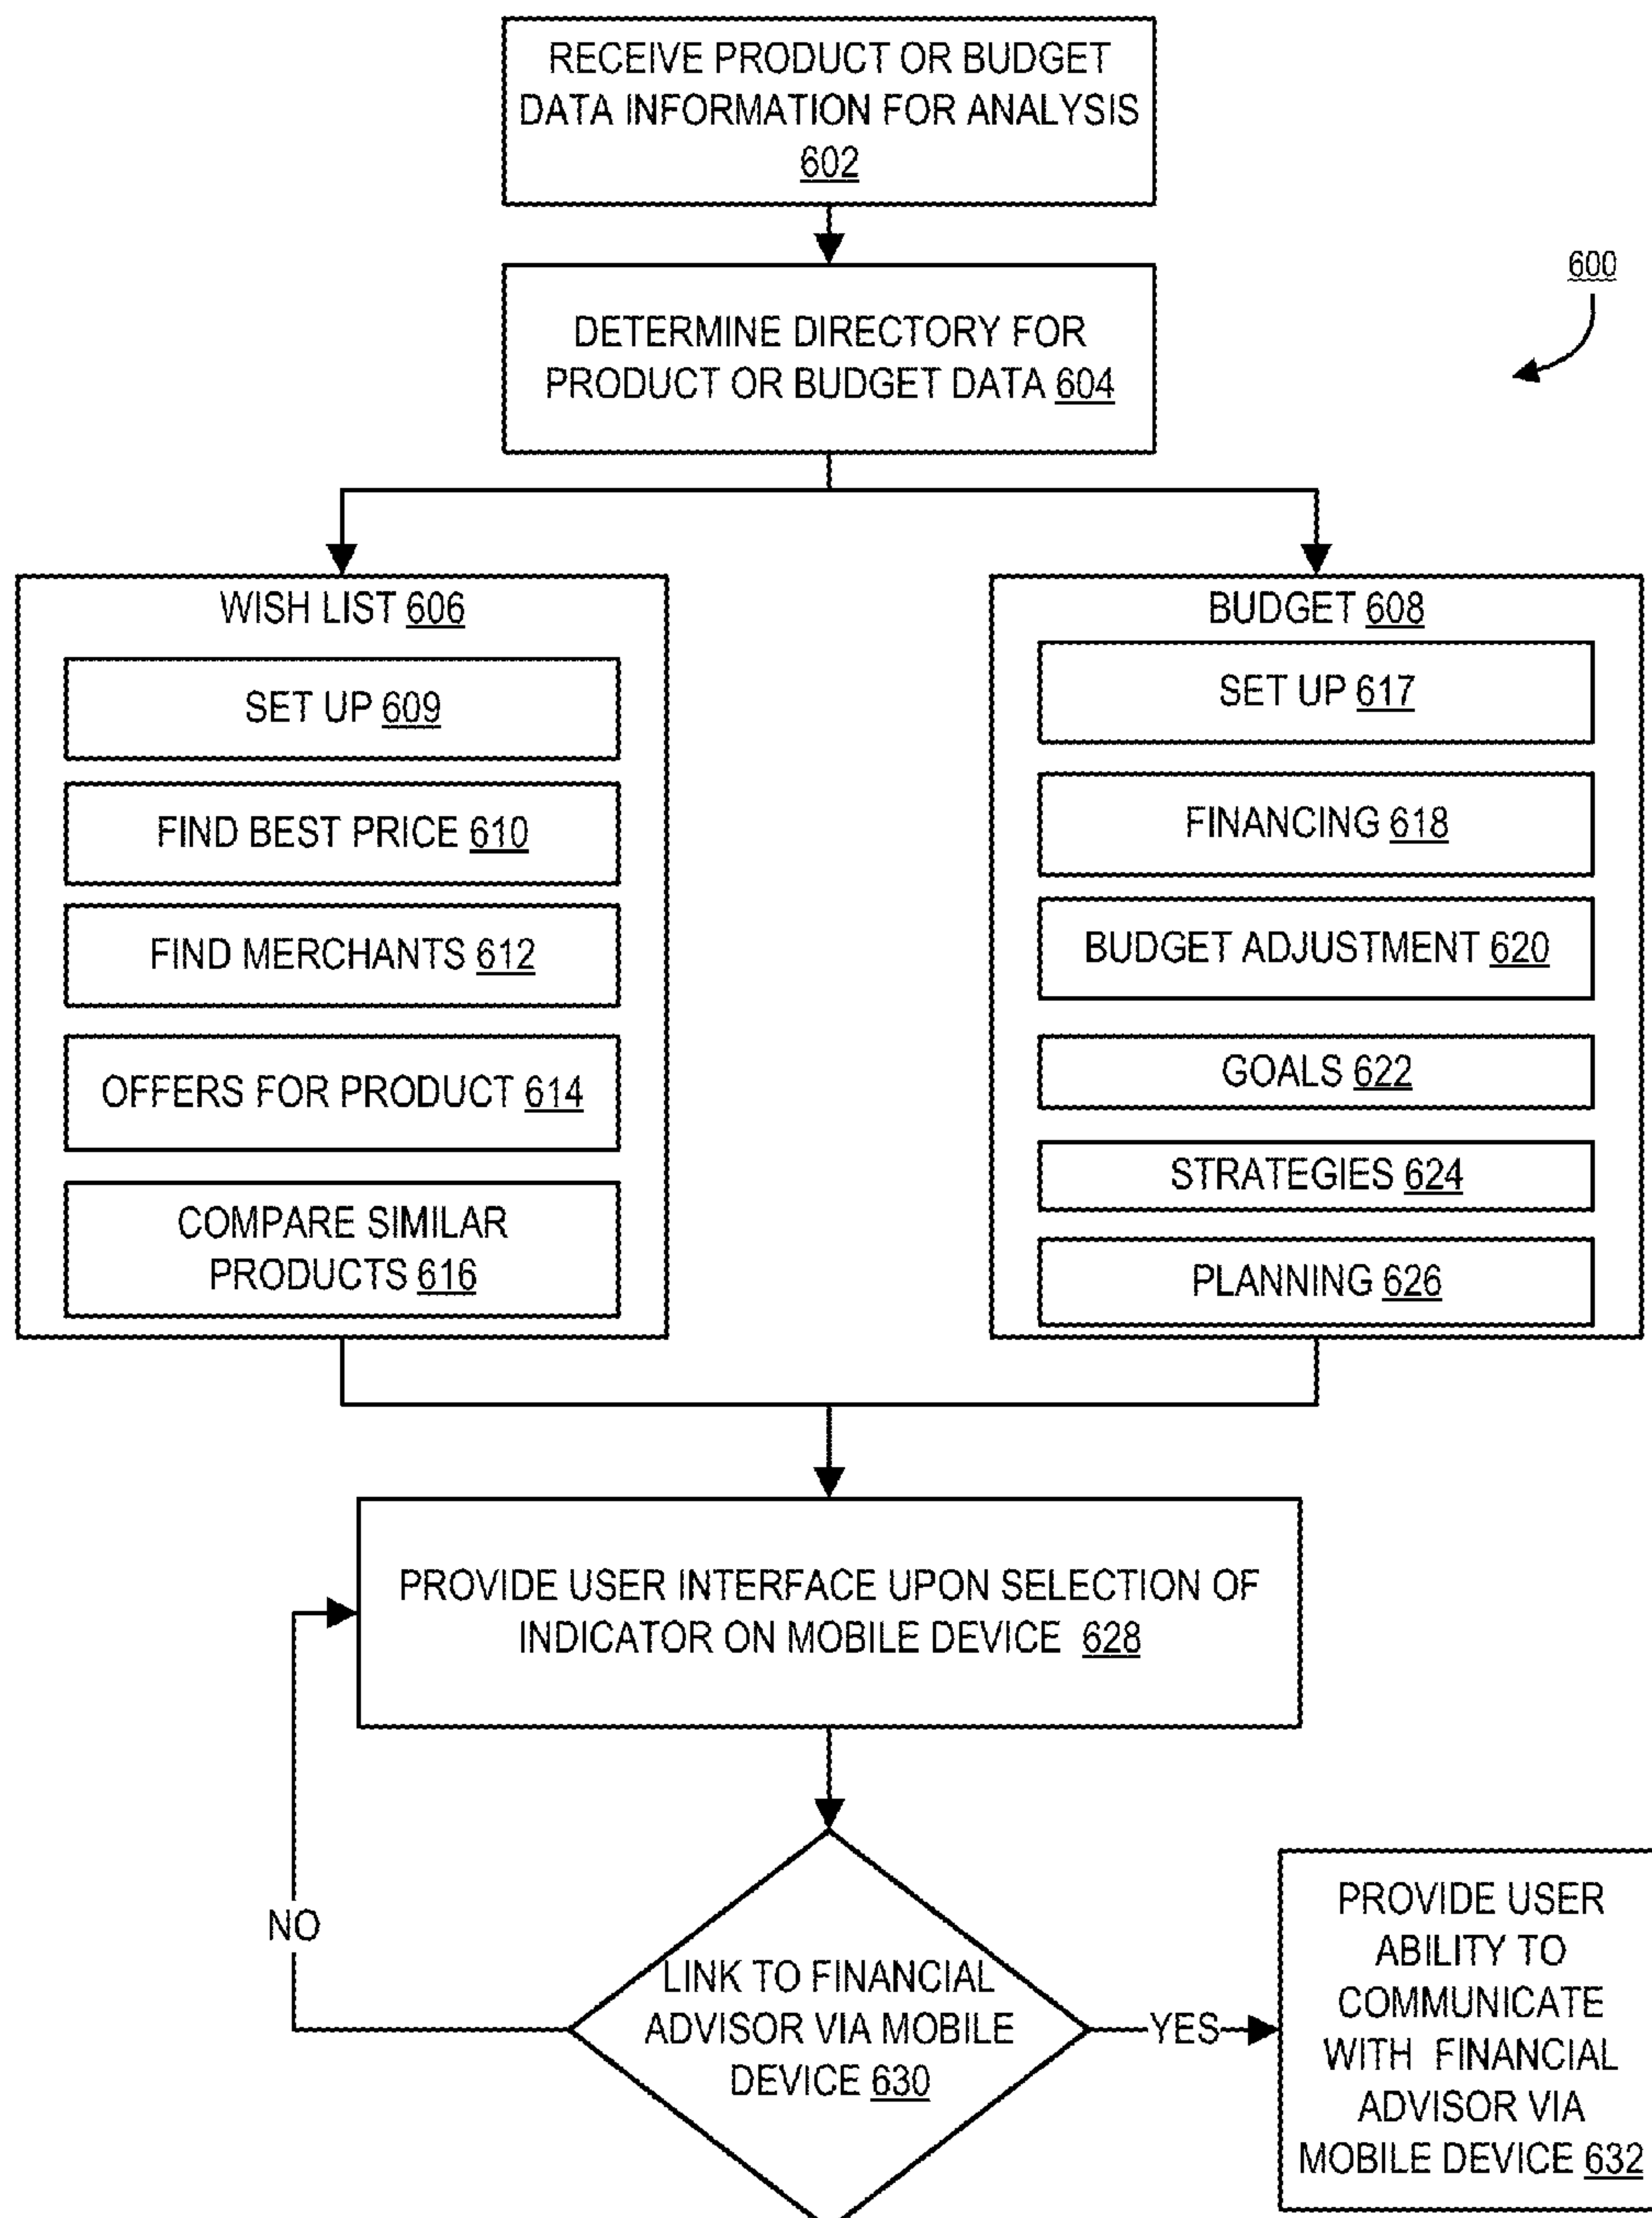 RECEIVE PRODUCT OR BUDGET
DATA INFORMATION FOR ANALYSIS
602
600
DETERMINE DIRECTORY FOR
PRODUCT OR BUDGET DATA 604
WISH LIST 606
SET UP 609
FIND BEST PRICE 610
FIND MERCHANTS 612
OFFERS FOR PRODUCT 614
COMPARE SIMILAR
PRODUCTS 616
BUDGET 608
SET UP 617
FINANCING 618
BUDGET ADJUSTMENT 620
GOALS 622
STRATEGIES 624
PLANNING 626
PROVIDE USER INTERFACE UPON SELECTION OF
INDICATOR ON MOBILE DEVICE 628
NO
LINK TO FINANCIAL
ADVISOR VIA MOBILE
DEVICE 630
YES
PROVIDE USER
ABILITY TO
COMMUNICATE
WITH FINANCIAL
ADVISOR VIA
MOBILE DEVICE 632